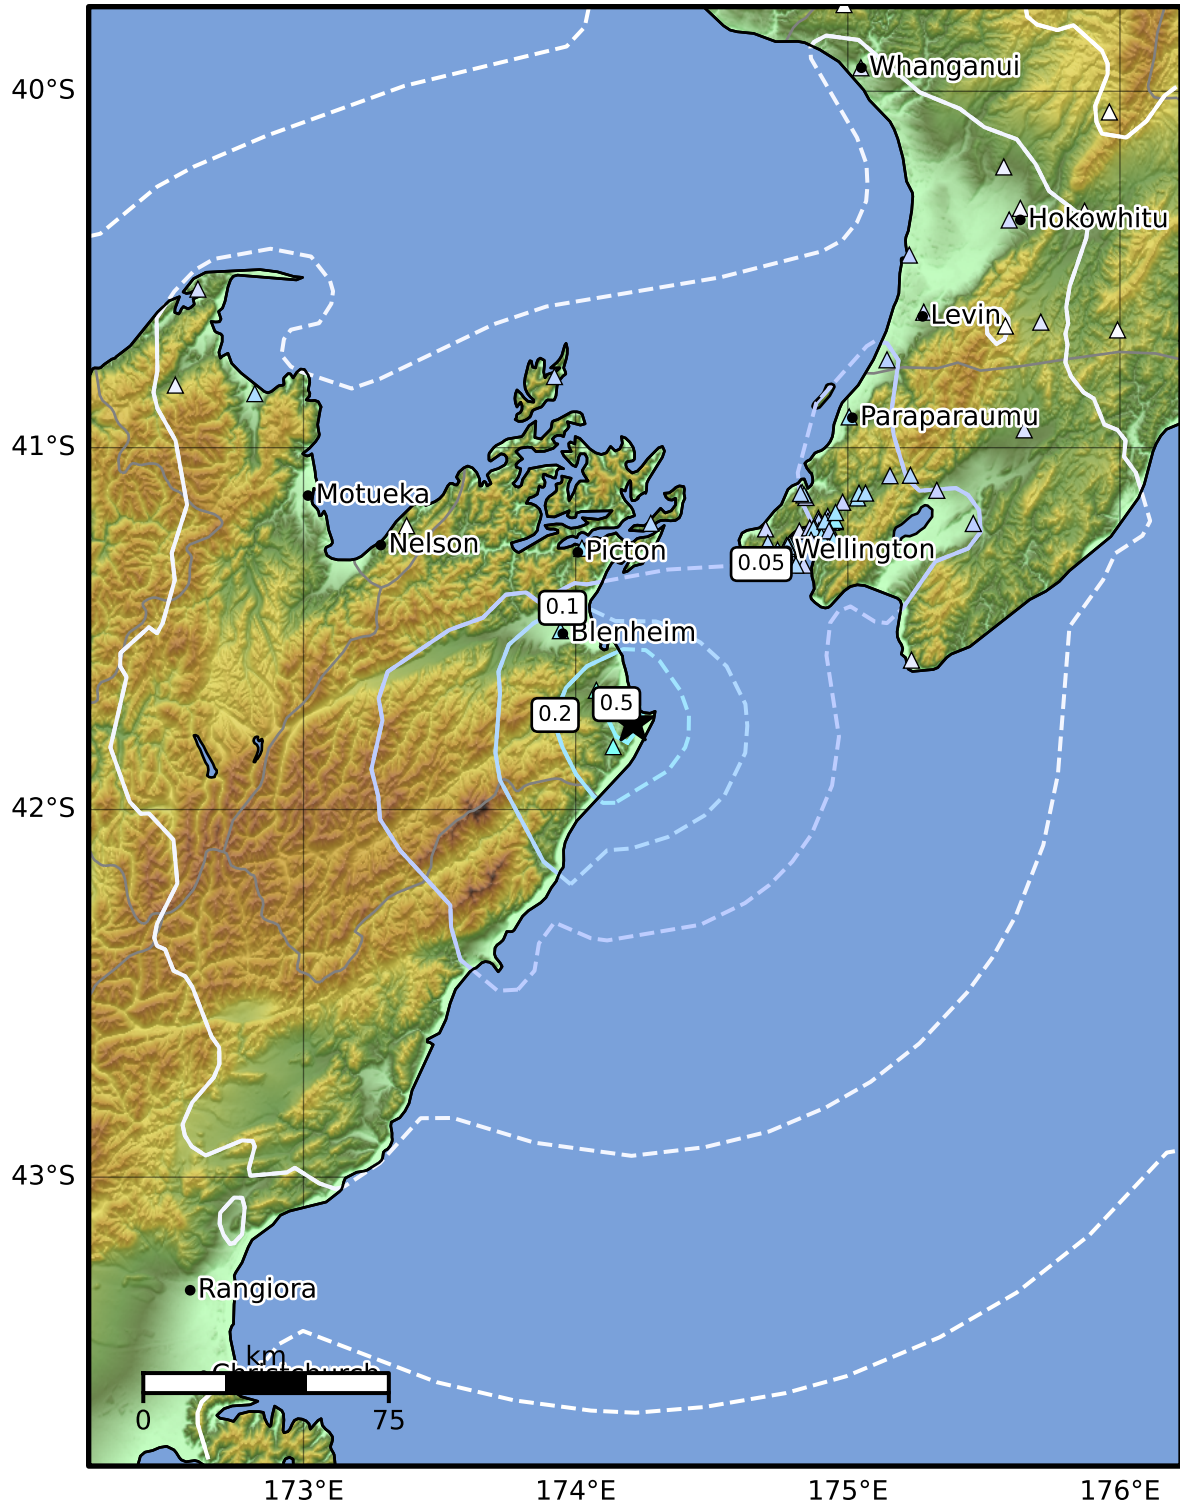 40°S
Whanganui
Hokowhitu
Levin
41°S
Paraparaumu
Motueka
Nelson
Picton
Wellington
0.05
0.1
Blenheim
0.5
0.2
42°S
43°S
Rangiora
km
Christchurch
0
75
173°E
174°E
175°E
176°E